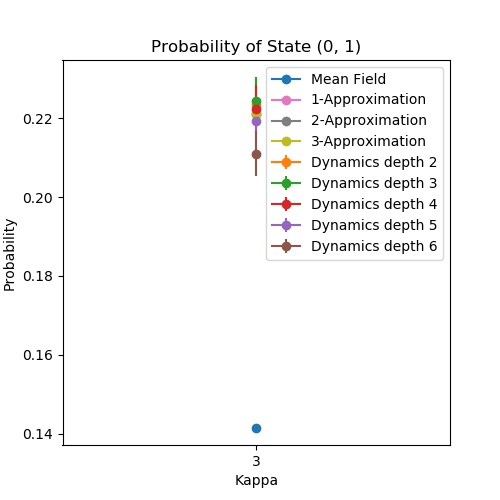 Probability of State (0, 1)
Mean Field
1-Approximation
2-Approximation
3-Approximation
Dynamics depth 2
Dynamics depth 3
Dynamics depth 4
Dynamics depth 5
Dynamics depth 6
0.22
0.20
0.18
0.16
0.14
Probability
3
Kappa